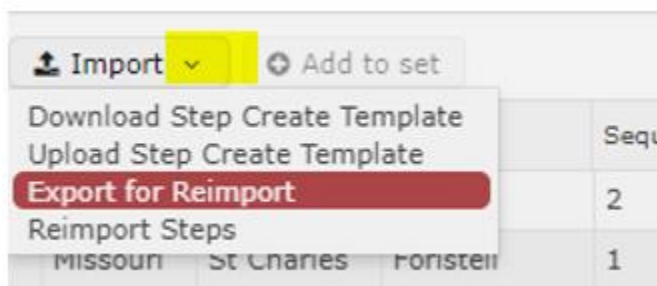 Import Add to set
Download Step Create Template
Sequ
Upload Step Create Template
Export for Reimport
2
Reimport Steps
Missouri St Charles Foristell
1